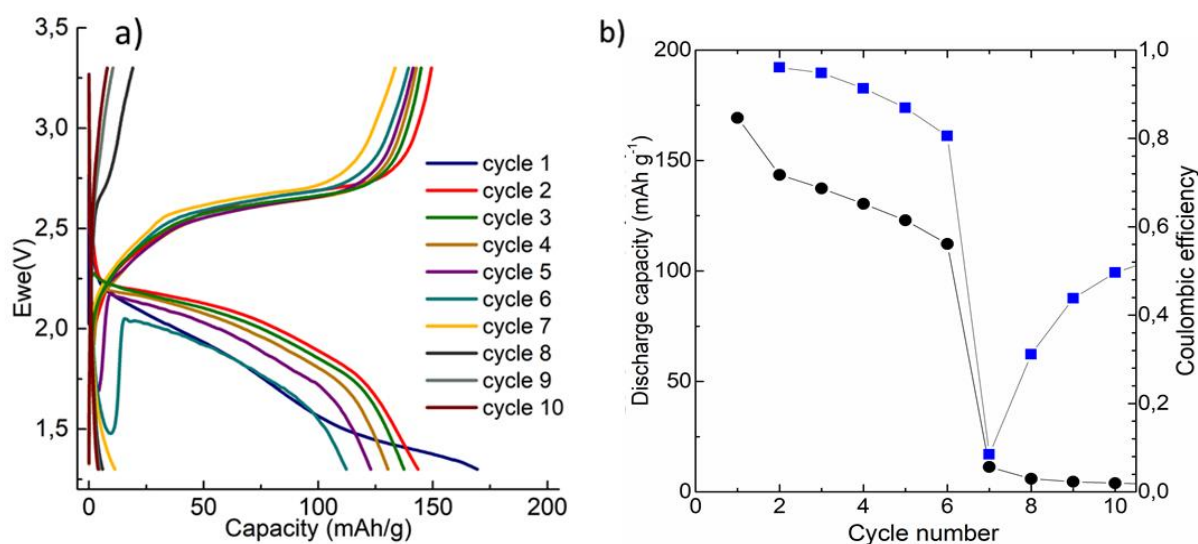 a)
3,5
3,0
2,5
2,0
1,5
Ewe(V)
0
50
100
150
200
Capacity (mAh/g)
cycle 1
cycle 2
cycle 3
cycle 4
cycle 5
cycle 6
cycle 7
cycle 8
cycle 9
cycle 10
b)
200
150
100
50
0
Discharge capacity (mAh g-1)
0
2
4
6
8
10
Cycle number
1,0
0,8
0,6
0,4
0,2
0,0
Coulombic efficiency